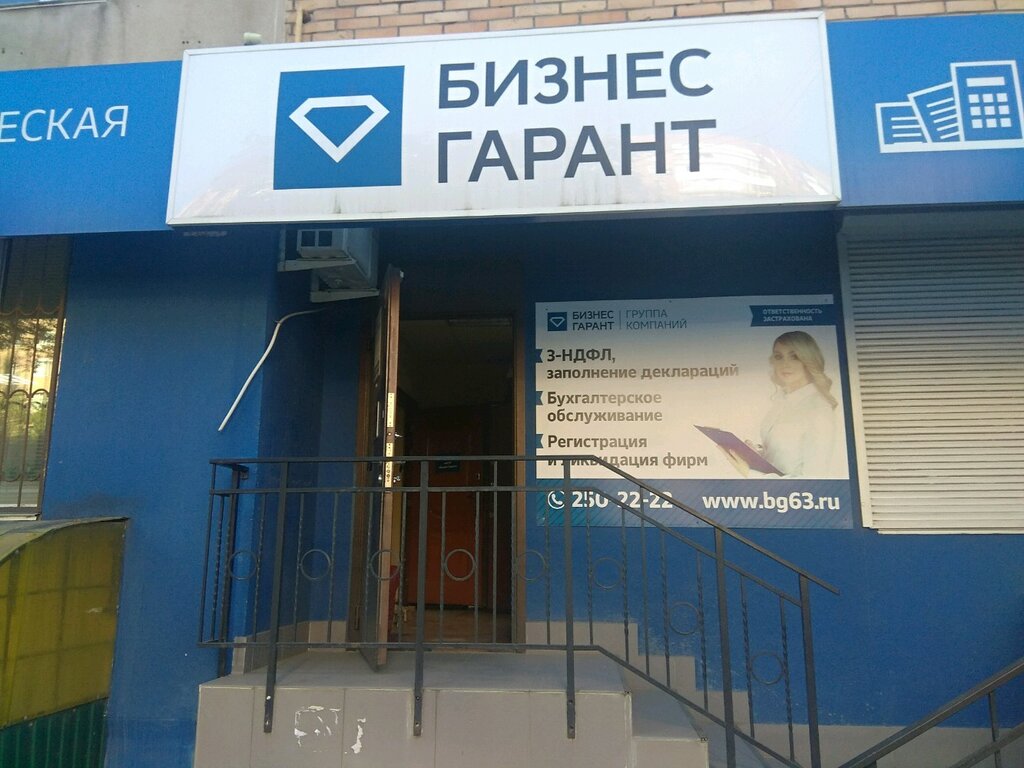 ЕСКАЯ
БИЗНЕС
ГАРАНТ
БИЗНЕС
ГАРАНТ
ГРУППА
КОМПАНИЙ
ОТВЕТСТВЕННОСТЬ
ЗАСТРАХОВАНА
3-НДФЛ,
заполнение деклараций
Бухгалтерское
обслуживание
Регистрация
и ликвидация фирм
250-22-22 www.bg63.ru